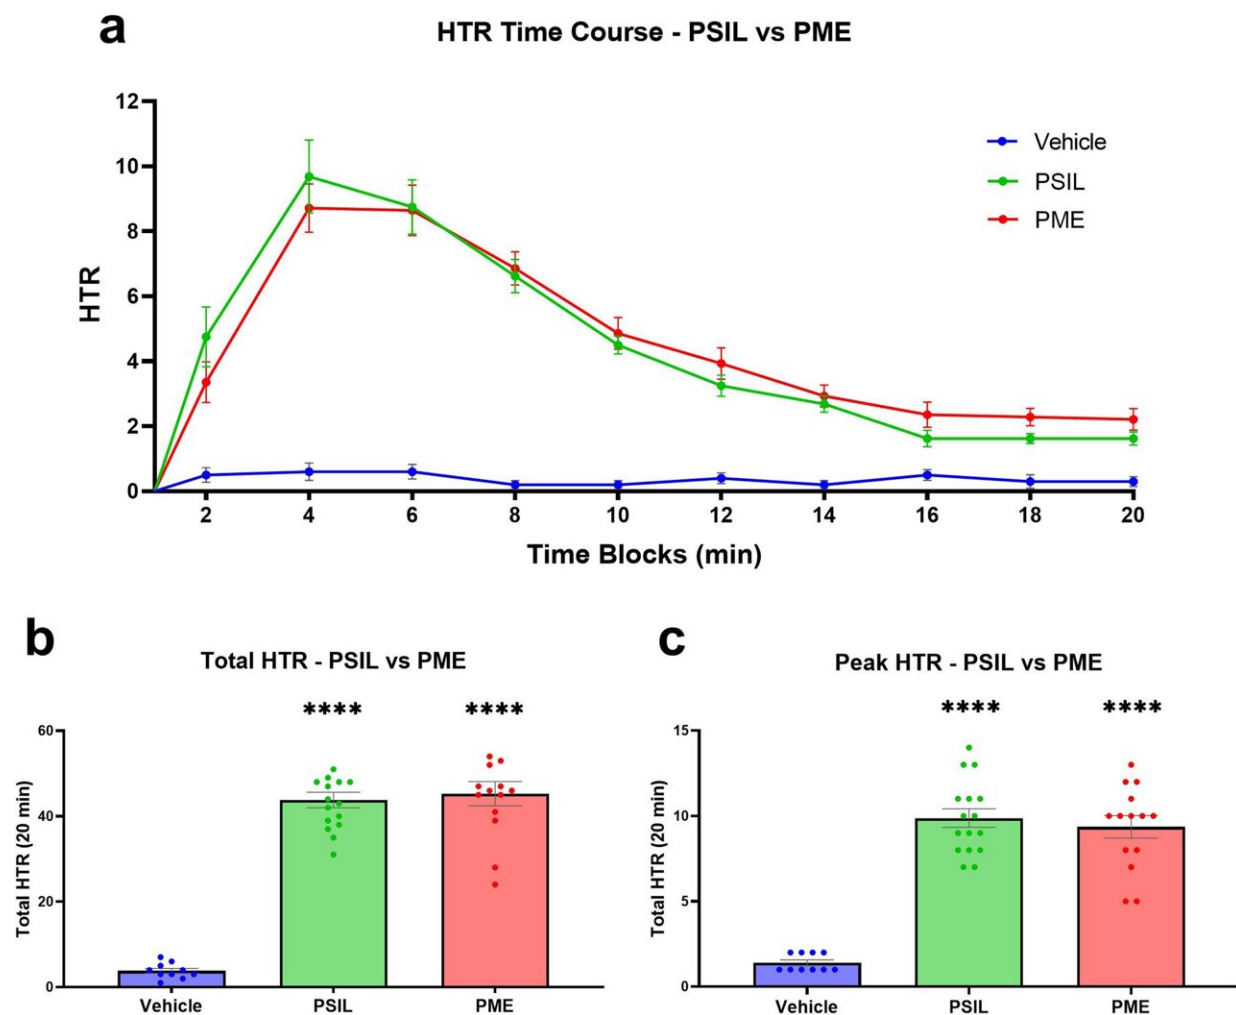 a
HTR Time Course - PSIL vs PME
12
10
8
6
4
2
0
HTR
Vehicle
PSIL
PME
2 4 6 8 10 12 14 16 18 20
Time Blocks (min)
b
Total HTR - PSIL vs PME
**** ****
60
40
20
0
Total HTR (20 min)
Vehicle PSIL PME
c
Peak HTR - PSIL vs PME
**** ****
15
10
5
0
Total HTR (20 min)
Vehicle PSIL PME